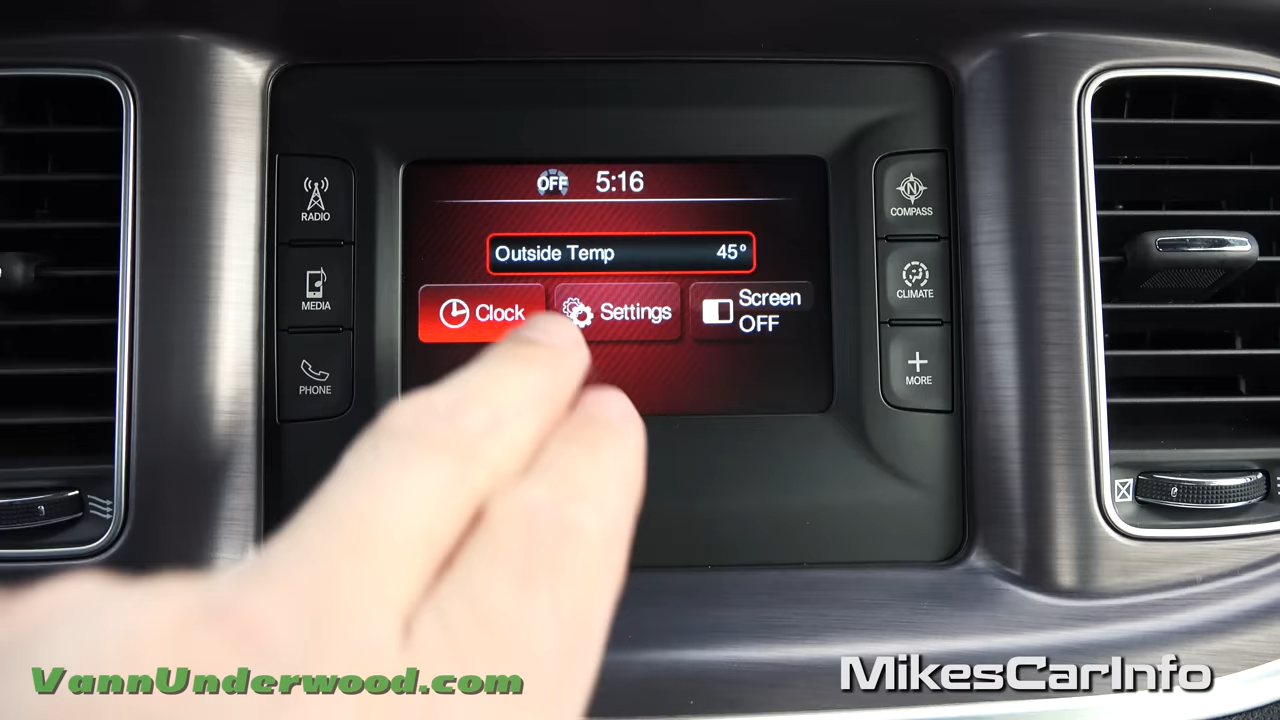 OFF 5:16
RADIO
COMPASS
Outside Temp 45°
MEDIA
CLIMATE
Clock
Settings
Screen
OFF
PHONE
MORE
VannUnderwood.com
MikesCarInfo